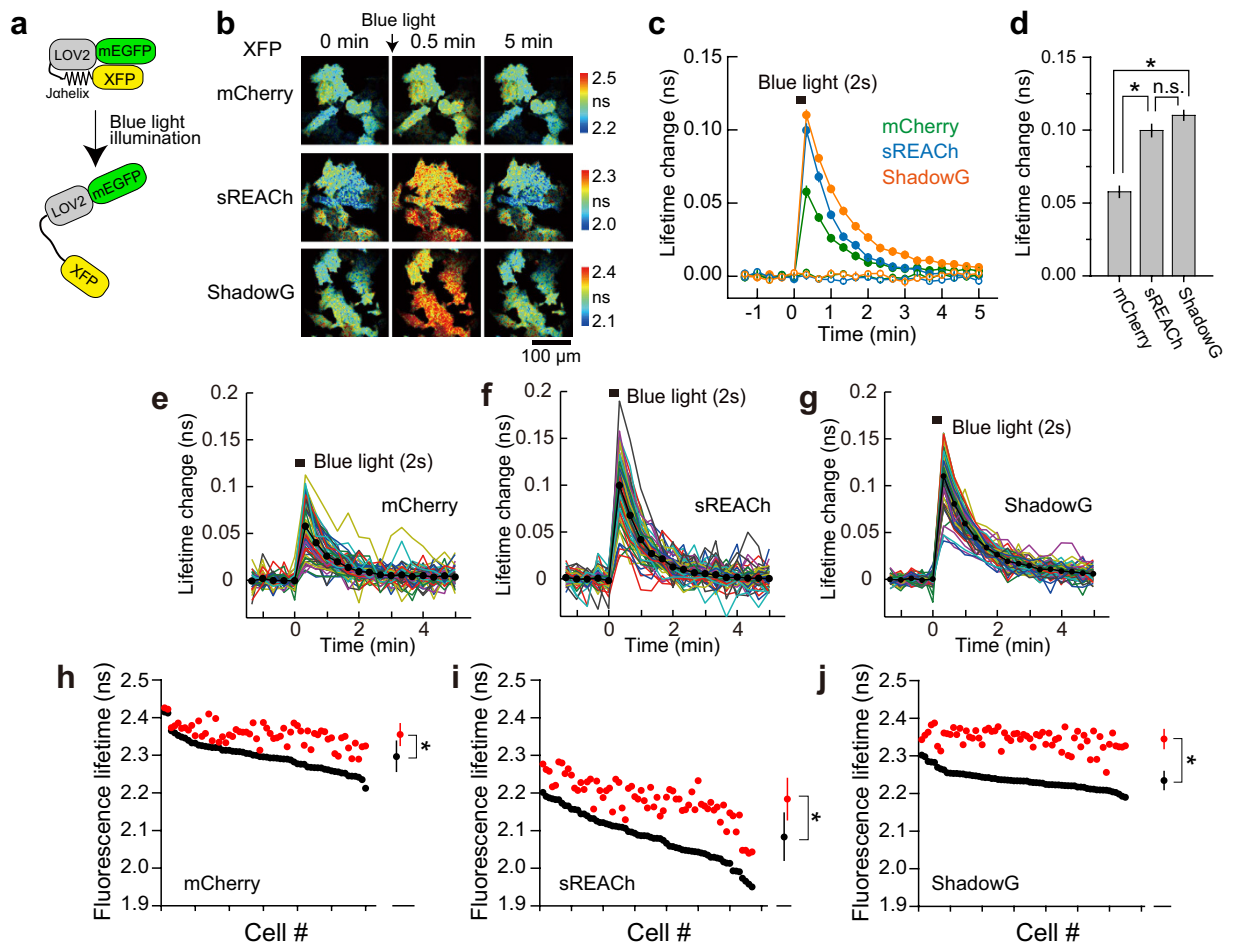 a
LOV2
mEGFP
XFP
Jαhelix
Blue light
illumination
LOV2
mEGFP
XFP
b
Blue light
XFP
0 min
0.5 min
5 min
mCherry
2.5
ns
2.2
sREACh
2.3
ns
2.0
ShadowG
2.4
ns
2.1
100 µm
c
Lifetime change (ns)
0.15
0.10
0.05
0.00
Blue light (2s)
mCherry
sREACh
ShadowG
-1 0 1 2 3 4 5
Time (min)
d
Lifetime change (ns)
0.15
0.10
0.05
0.00
*
* n.s.
mCherry
sREACh
ShadowG
e
Lifetime change (ns)
0.2
0.15
0.1
0.05
0
Blue light (2s)
mCherry
0 2 4
Time (min)
f
Lifetime change (ns)
0.2
0.15
0.1
0.05
0
Blue light (2s)
sREACh
0 2 4
Time (min)
g
Lifetime change (ns)
0.2
0.15
0.1
0.05
0
Blue light (2s)
ShadowG
0 2 4
Time (min)
h
Fluorescence lifetime (ns)
2.5
2.4
2.3
2.2
2.1
2.0
1.9
*
mCherry
Cell #
i
Fluorescence lifetime (ns)
2.5
2.4
2.3
2.2
2.1
2.0
1.9
*
sREACh
Cell #
j
Fluorescence lifetime (ns)
2.5
2.4
2.3
2.2
2.1
2.0
1.9
*
ShadowG
Cell #